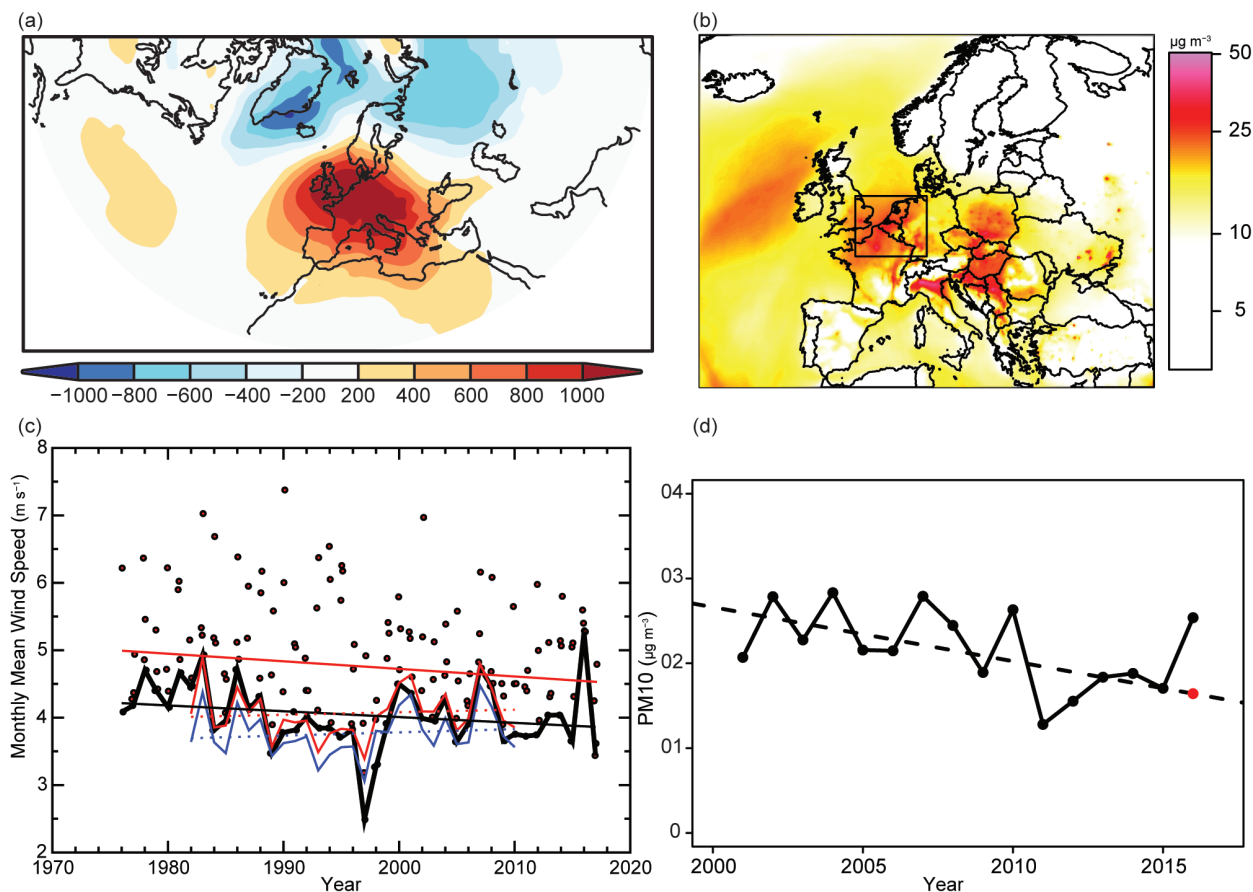 (a)
−1000 −800 −600 −400 −200 200 400 600 800 1000
(b)
µg m⁻³
50
25
10
5
(c)
8
7
6
5
4
3
2
Monthly Mean Wind Speed (m s⁻¹)
1970 1980 1990 2000 2010 2020
Year
(d)
04
03
02
04
0
PM10 (µg m⁻³)
2000 2005 2010 2015
Year